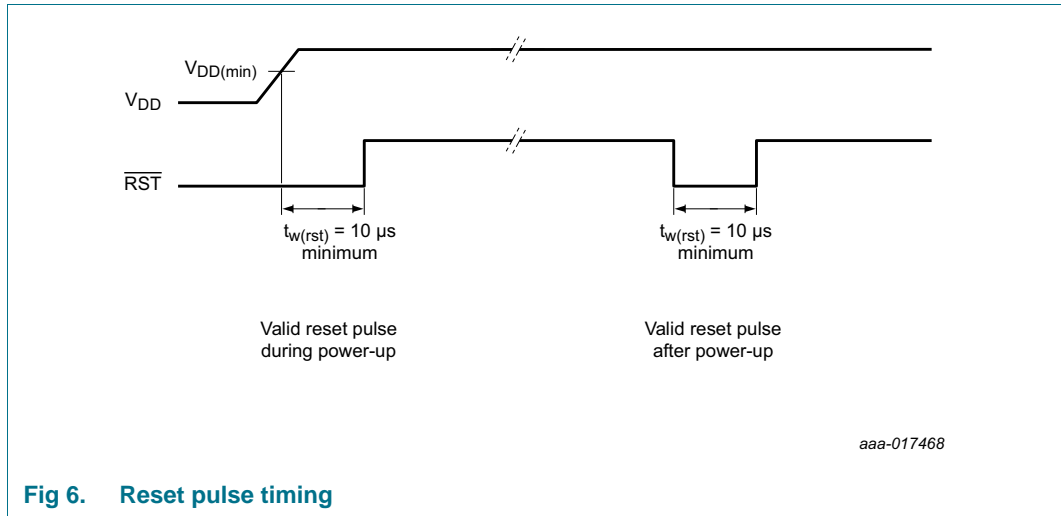 VDD(min)
VDD
RST
tw(rst) = 10 µs
minimum
tw(rst) = 10 µs
minimum
Valid reset pulse
during power-up
Valid reset pulse
after power-up
aaa-017468
Fig 6. Reset pulse timing